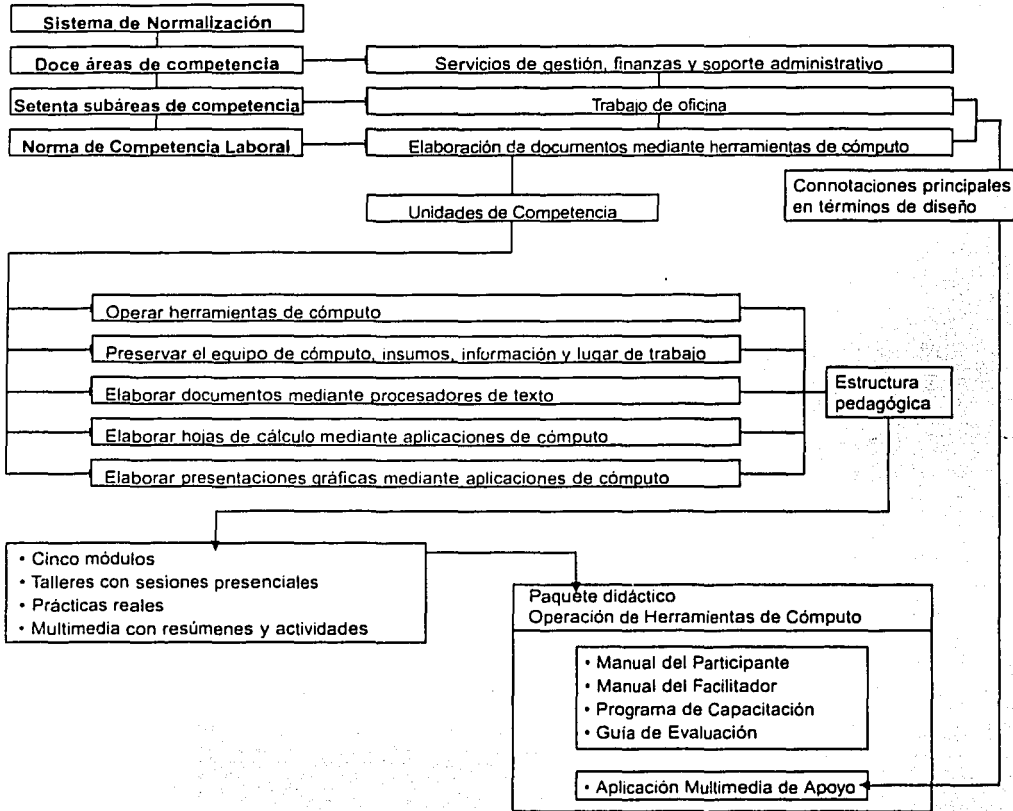 Sistema de Normalización
Doce áreas de competencia
Servicios de gestión, finanzas y soporte administrativo
Setenta subáreas de competencia
Trabajo de oficina
Norma de Competencia Laboral
Elaboración de documentos mediante herramientas de cómputo
Connotaciones principales
en términos de diseño
Unidades de Competencia
Operar herramientas de cómputo
Preservar el equipo de cómputo, insumos, información y lugar de trabajo
Elaborar documentos mediante procesadores de texto
Elaborar hojas de cálculo mediante aplicaciones de cómputo
Elaborar presentaciones gráficas mediante aplicaciones de cómputo
Estructura
pedagógica
• Cinco módulos
• Talleres con sesiones presenciales
• Prácticas reales
• Multimedia con resúmenes y actividades
Paquete didáctico
Operación de Herramientas de Cómputo
• Manual del Participante
• Manual del Facilitador
• Programa de Capacitación
• Guía de Evaluación
• Aplicación Multimedia de Apoyo